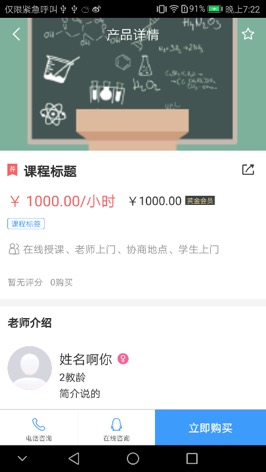 仅限紧急呼叫
91% 晚上7:22
产品详情
课程标题
¥ 1000.00/小时 ¥1000.00 黄金会员
课程标签
在线授课、老师上门、协商地点、学生上门
暂无评分 0购买
老师介绍
姓名啊你
2教龄
简介说的
电话咨询 在线咨询 立即购买